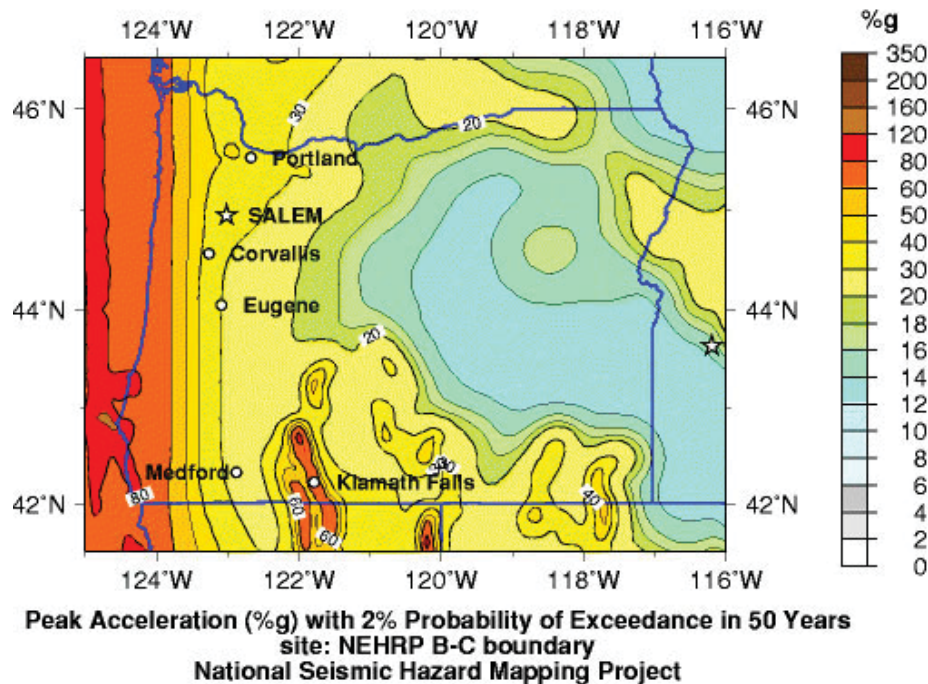 124°W 122°W 120°W 118°W 116°W
%g
350
200
160
120
80
60
50
40
30
20
18
16
14
12
10
8
6
4
2
0
46°N 46°N
44°N 44°N
42°N 42°N
30
20
Portland
SALEM
Corvallis
Eugene
20
Medford
Klamath Falls
30
40
80
60
60
124°W 122°W 120°W 118°W 116°W
Peak Acceleration (%g) with 2% Probability of Exceedance in 50 Years
site: NEHRP B-C boundary
National Seismic Hazard Mapping Project